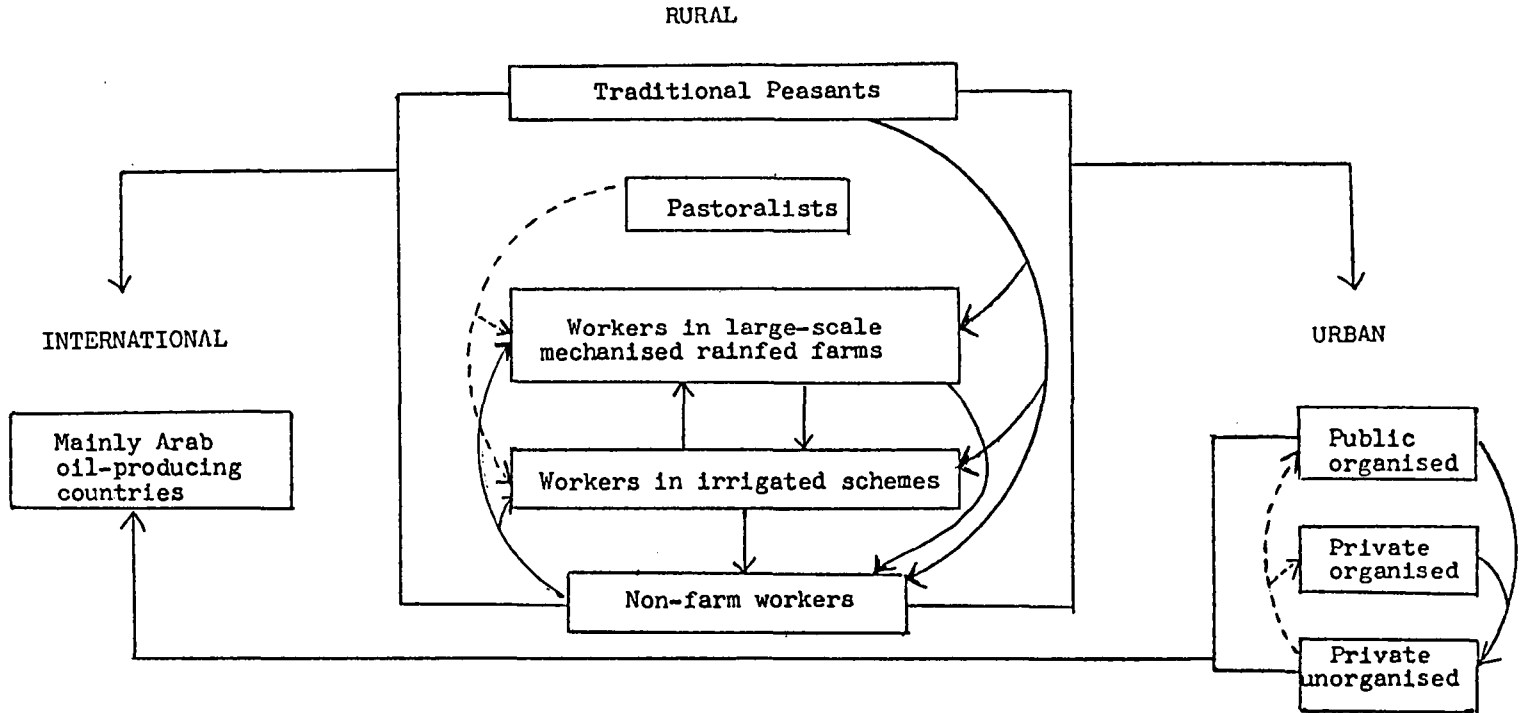 RURAL
Traditional Peasants
Pastoralists
Workers in large-scale
mechanised rainfed farms
Workers in irrigated schemes
Non-farm workers
INTERNATIONAL
Mainly Arab
oil-producing
countries
URBAN
Public
organised
Private
organised
Private
unorganised